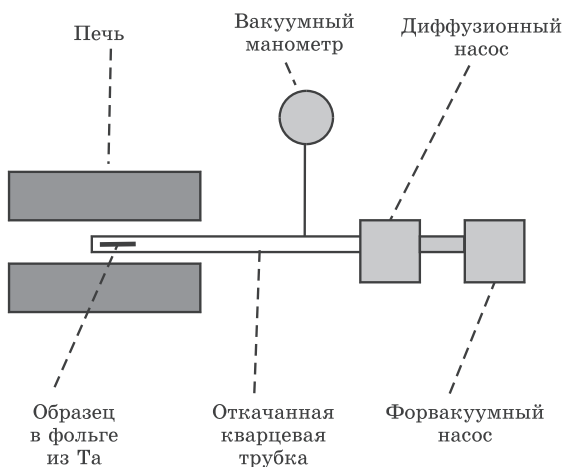 Печь
Вакуумный
манометр
Диффузионный
насос
Образец
в фольге
из Ta
Откачанная
кварцевая
трубка
Форвакуумный
насос